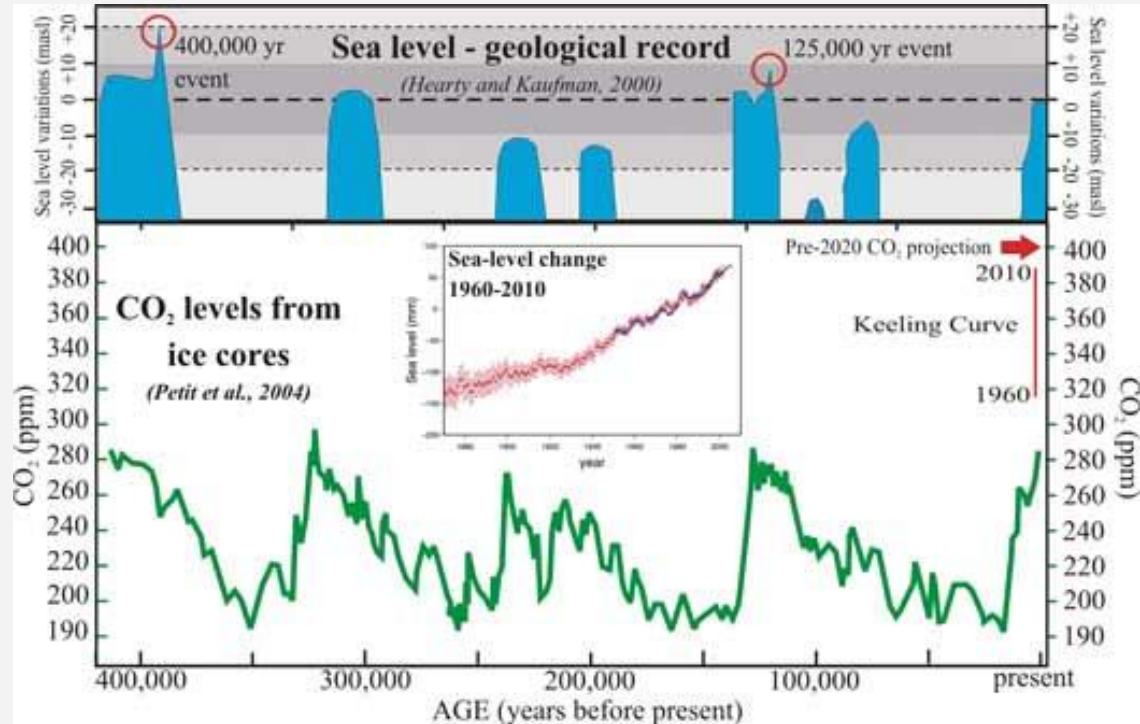 Sea level variations (masl)
+20
+10
0
-10
-20
-30
400,000 yr
event
Sea level - geological record
(Hearty and Kaufman, 2000)
125,000 yr event
+20
+10
0
-10
-20
-30
Sea level variations (masl)
CO₂ (ppm)
400
380
360
340
320
300
280
260
240
220
200
190
CO₂ levels from
ice cores
(Petit et al., 2004)
Sea-level change
1960-2010
Sea level (mm)
year
Pre-2020 CO₂ projection
2010
Keeling Curve
1960
400
380
360
340
320
300
280
260
240
220
200
190
CO₂ (ppm)
400,000
300,000
200,000
100,000
present
AGE (years before present)